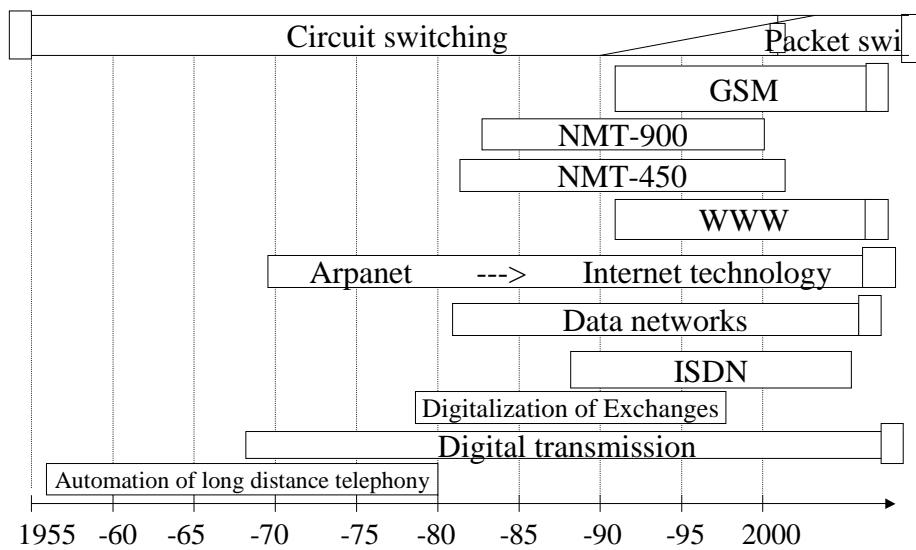 Circuit switching
Packet swi
GSM
NMT-900
NMT-450
WWW
Arpanet ---> Internet technology
Data networks
ISDN
Digitalization of Exchanges
Digital transmission
Automation of long distance telephony
1955 -60 -65 -70 -75 -80 -85 -90 -95 2000